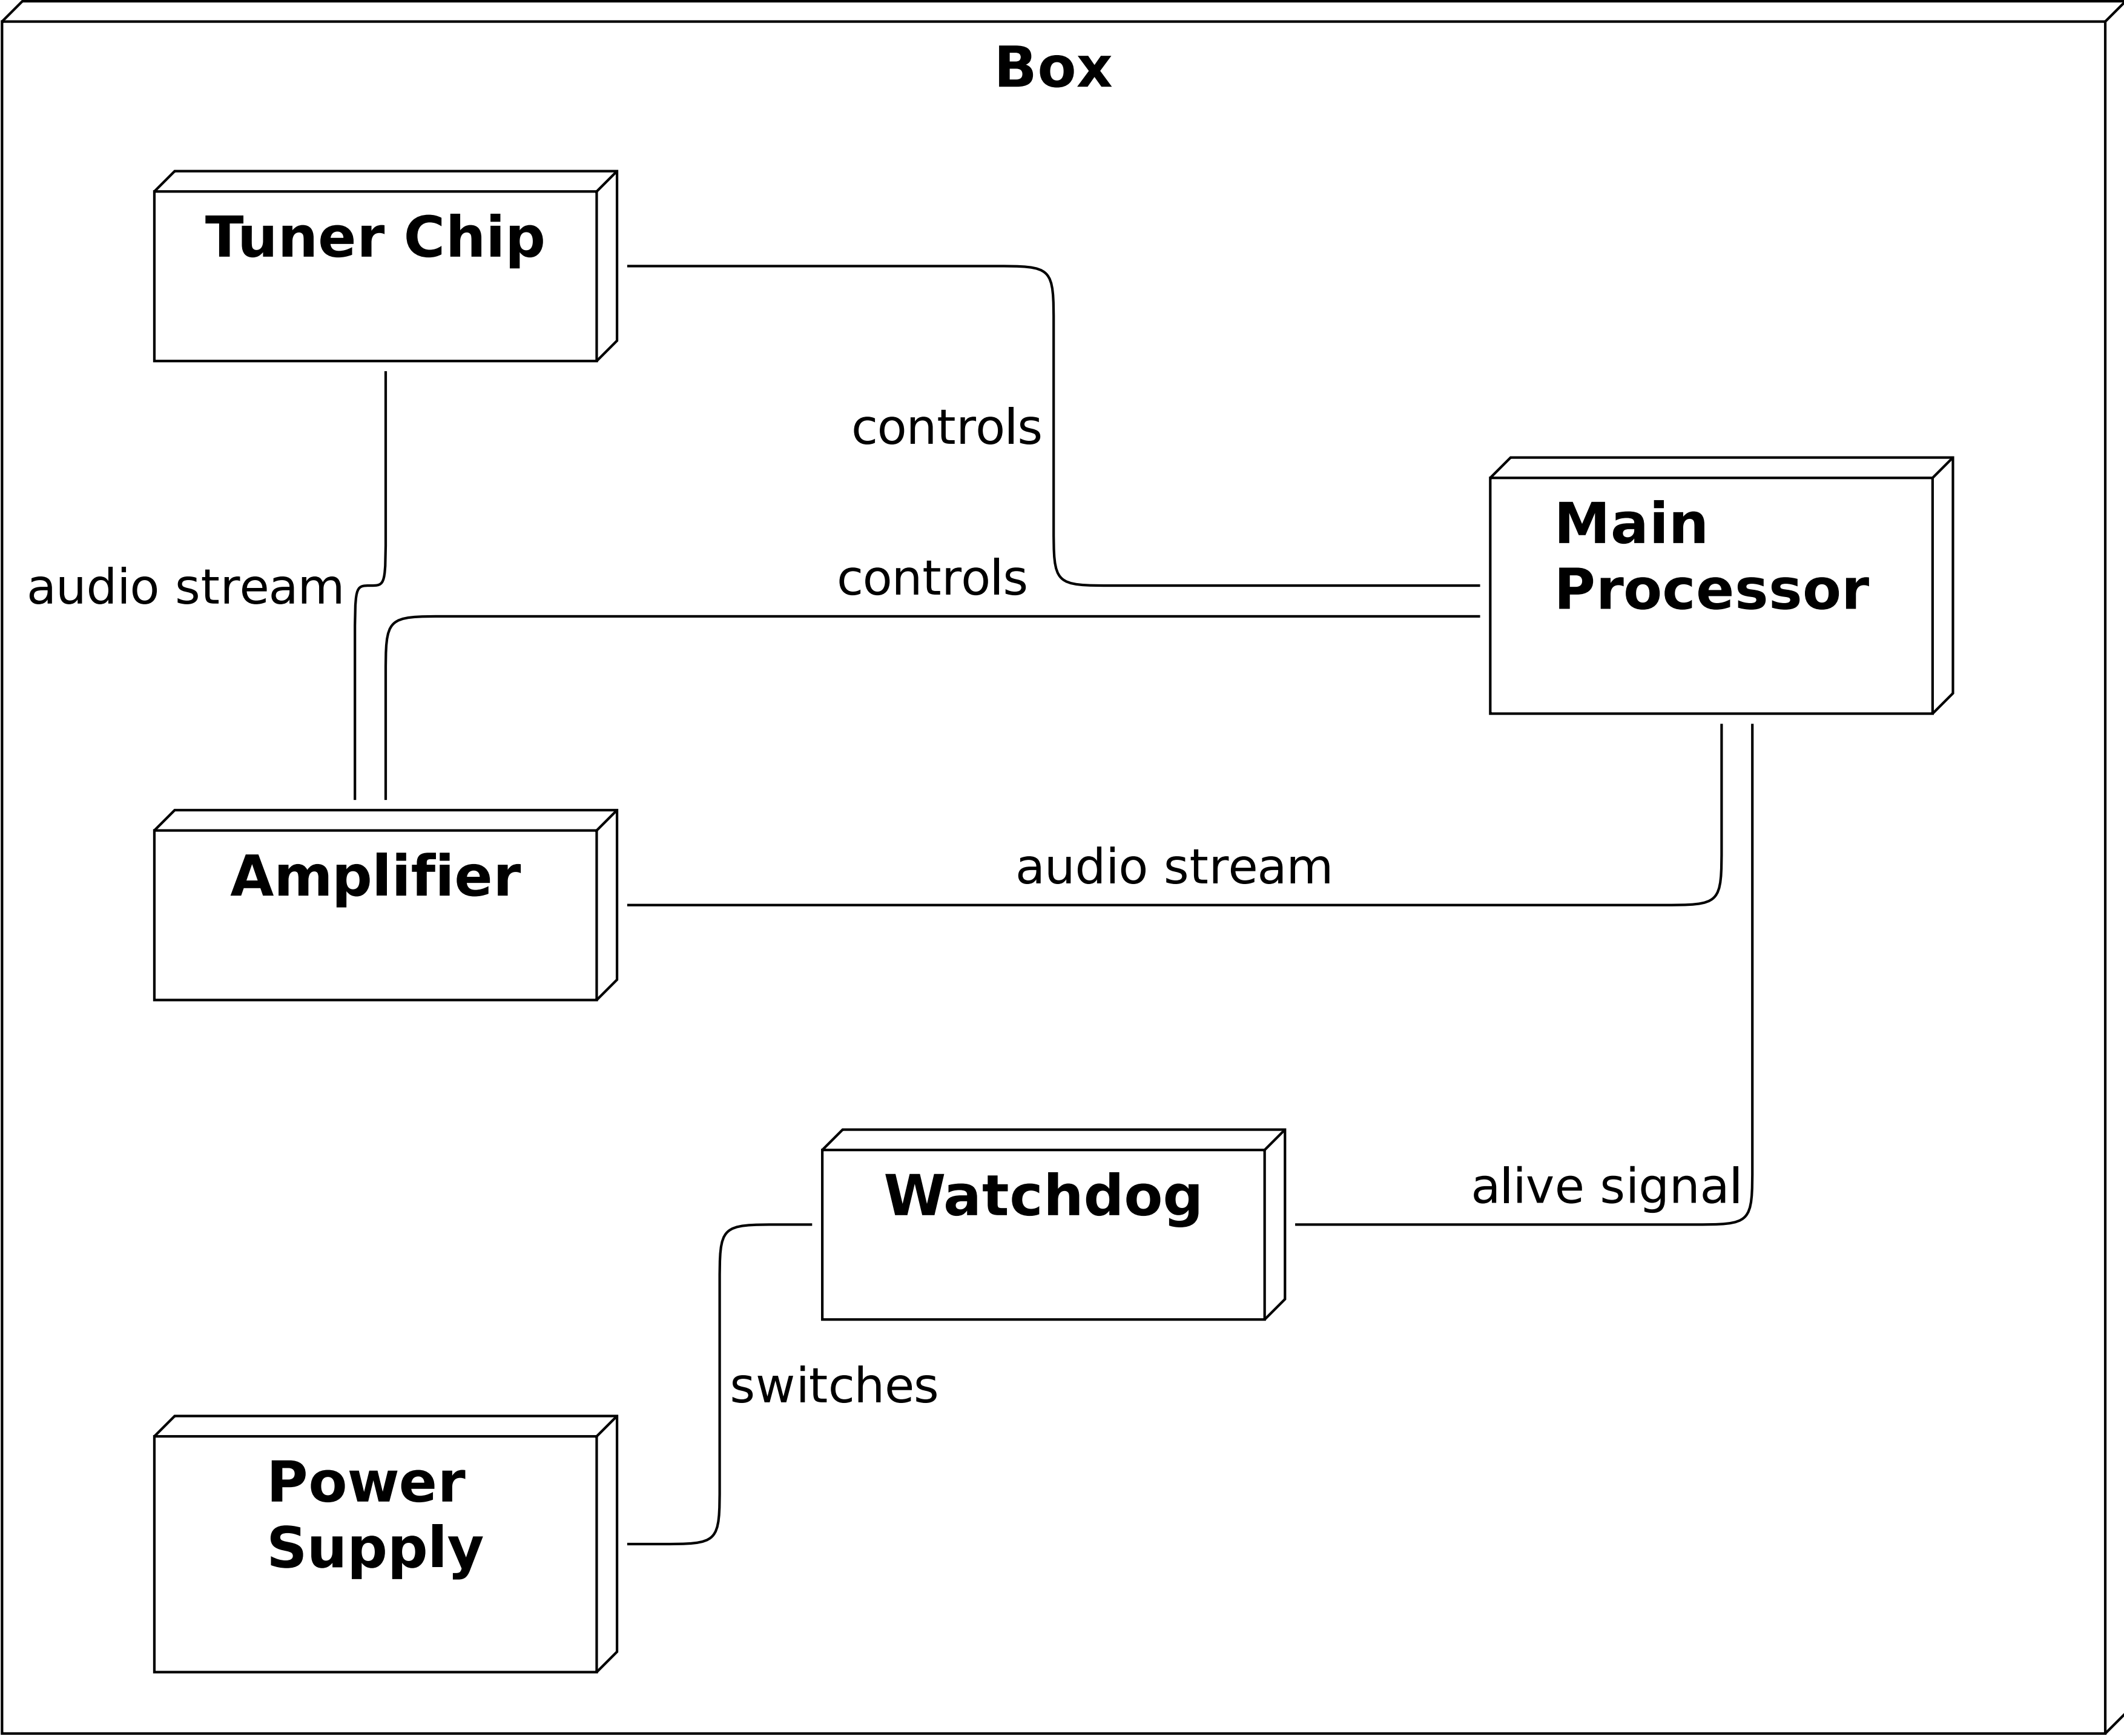 Box
Tuner Chip
controls
Main
Processor
controls
audio stream
Amplifier
audio stream
Watchdog
alive signal
switches
Power
Supply